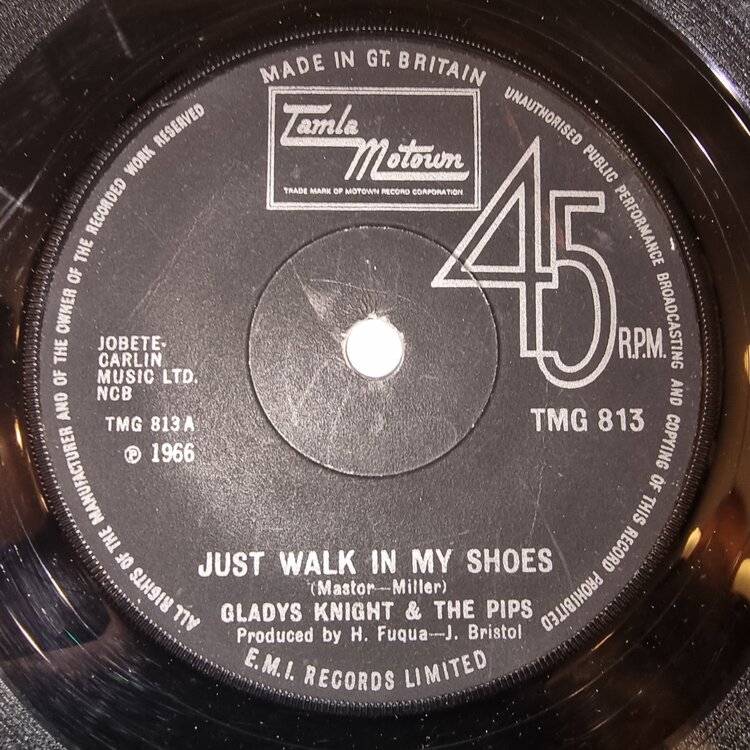 MADE IN GT. BRITAIN
Tamla
Motown
TRADE MARK OF MOTOWN RECORD CORPORATION
UNAUTHORISED PUBLIC PERFORMANCE BROADCASTING AND COPYING OF THIS RECORD PROHIBITED
ALL RIGHTS OF THE MANUFACTURER AND OF THE OWNER OF THE RECORDED WORK RESERVED
45
R.P.M.
JOBETE-
CARLIN
MUSIC LTD.
NCB
TMG 813A
℗ 1966
TMG 813
JUST WALK IN MY SHOES
(Mastor—Miller)
GLADYS KNIGHT & THE PIPS
Produced by H. Fuqua—J. Bristol
E.M.I. RECORDS LIMITED